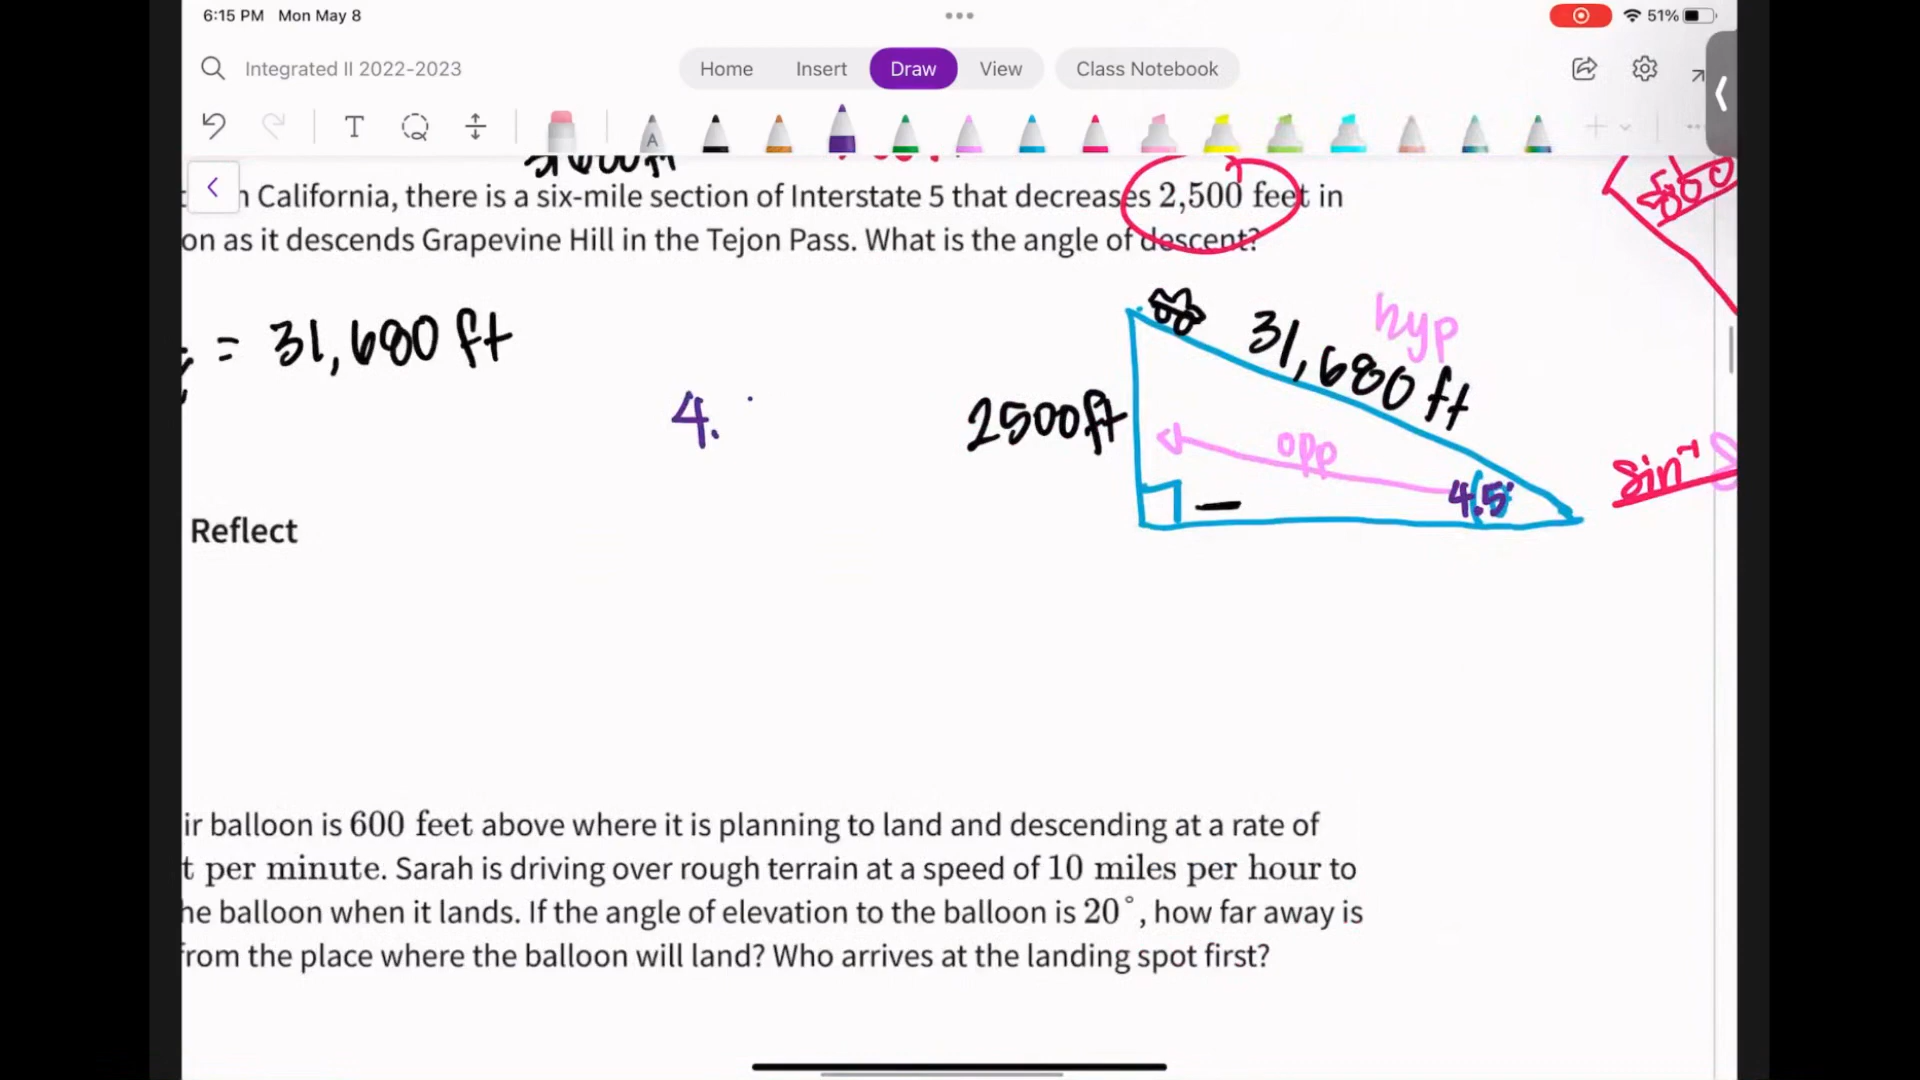 6:15 PM Mon May 8
51%
Integrated II 2022-2023
Home Insert Draw View Class Notebook
T
A
California, there is a six-mile section of Interstate 5 that decreases 2,500 feet in
on as it descends Grapevine Hill in the Tejon Pass. What is the angle of descent?
= 31,680 ft
hyp
31,680 ft
4.
2500ft
opp
4.5°
sin⁻¹
Reflect
ir balloon is 600 feet above where it is planning to land and descending at a rate of
t per minute. Sarah is driving over rough terrain at a speed of 10 miles per hour to
he balloon when it lands. If the angle of elevation to the balloon is 20°, how far away is
from the place where the balloon will land? Who arrives at the landing spot first?